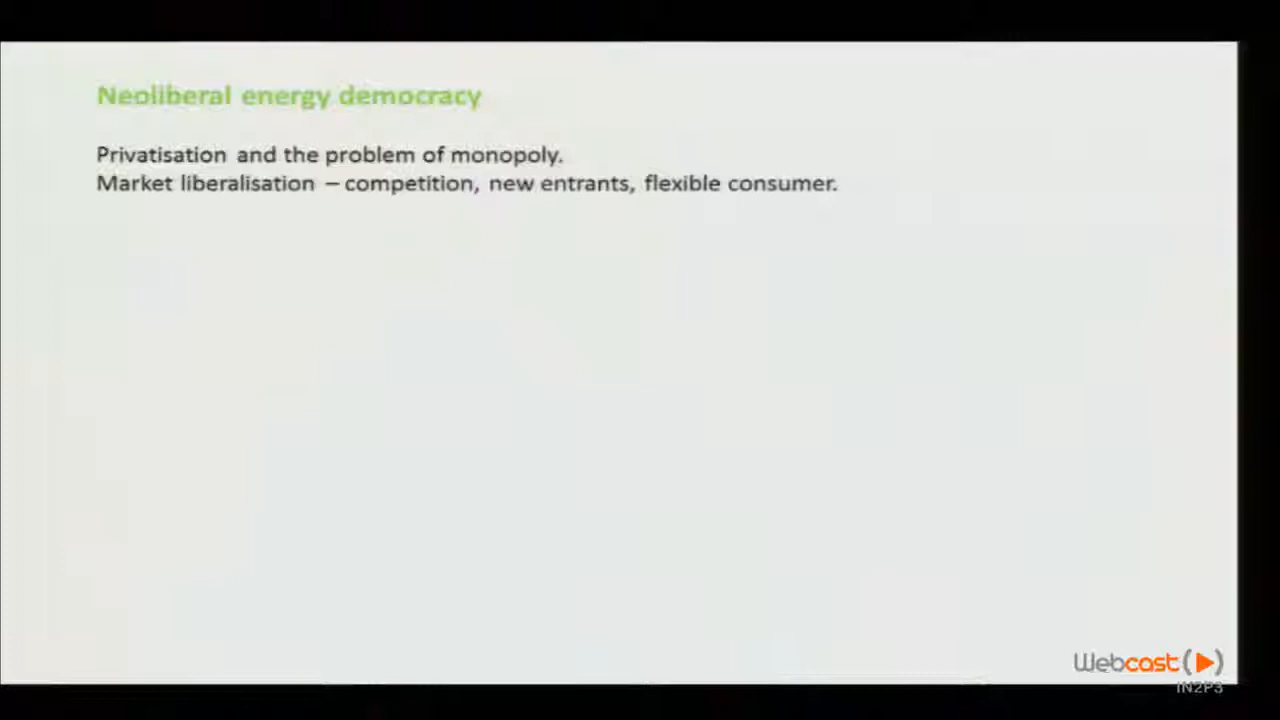 Neoliberal energy democracy
Privatisation and the problem of monopoly.
Market liberalisation – competition, new entrants, flexible consumer.
Webcast
IN2P3